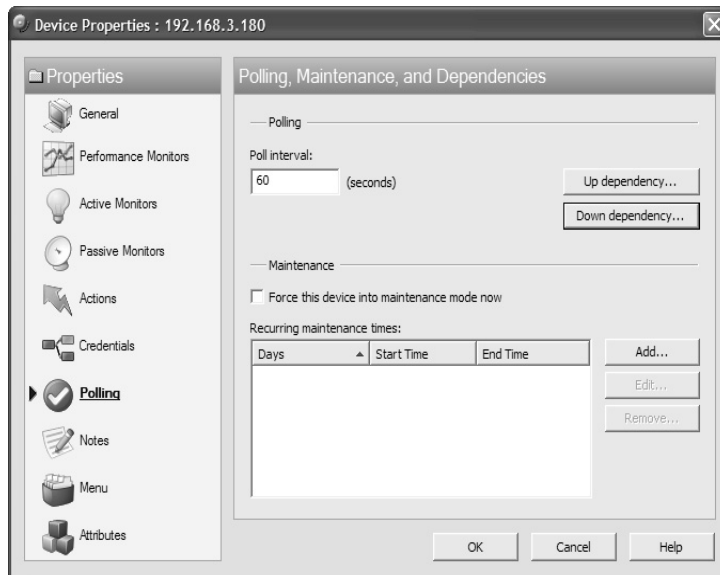 Device Properties : 192.168.3.180
Properties
General
Performance Monitors
Active Monitors
Passive Monitors
Actions
Credentials
Polling
Notes
Menu
Attributes
Polling, Maintenance, and Dependencies
Polling
Poll interval:
60 (seconds)
Up dependency...
Down dependency...
Maintenance
Force this device into maintenance mode now
Recurring maintenance times:
Days Start Time End Time
Add...
Edit...
Remove...
OK Cancel Help